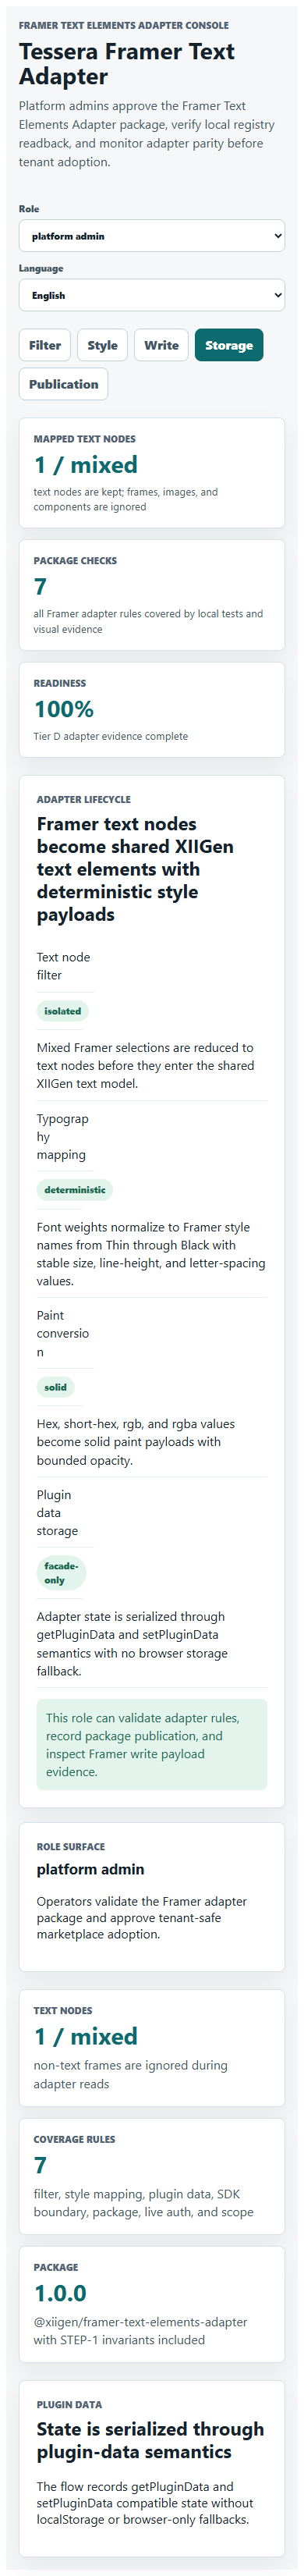 FRAMER TEXT ELEMENTS ADAPTER CONSOLE
Tessera Framer Text
Adapter
Platform admins approve the Framer Text
Elements Adapter package, verify local registry
readback, and monitor adapter parity before
tenant adoption.
Role
platform admin
Language
English
Filter Style Write Storage
Publication
MAPPED TEXT NODES
1 / mixed
text nodes are kept; frames, images, and
components are ignored
PACKAGE CHECKS
7
all Framer adapter rules covered by local tests and
visual evidence
READINESS
100%
Tier D adapter evidence complete
ADAPTER LIFECYCLE
Framer text nodes
become shared XIIGen
text elements with
deterministic style
payloads
Text node
filter
isolated
Mixed Framer selections are reduced to
text nodes before they enter the shared
XIIGen text model.
Typograp
hy
mapping
deterministic
Font weights normalize to Framer style
names from Thin through Black with
stable size, line-height, and letter-spacing
values.
Paint
conversio
n
solid
Hex, short-hex, rgb, and rgba values
become solid paint payloads with
bounded opacity.
Plugin
data
storage
facade-
only
Adapter state is serialized through
getPluginData and setPluginData
semantics with no browser storage
fallback.
This role can validate adapter rules,
record package publication, and
inspect Framer write payload
evidence.
ROLE SURFACE
platform admin
Operators validate the Framer adapter
package and approve tenant-safe
marketplace adoption.
TEXT NODES
1 / mixed
non-text frames are ignored during
adapter reads
COVERAGE RULES
7
filter, style mapping, plugin data, SDK
boundary, package, live auth, and scope
PACKAGE
1.0.0
@xiigen/framer-text-elements-adapter
with STEP-1 invariants included
PLUGIN DATA
State is serialized through
plugin-data semantics
The flow records getPluginData and
setPluginData compatible state without
localStorage or browser-only fallbacks.